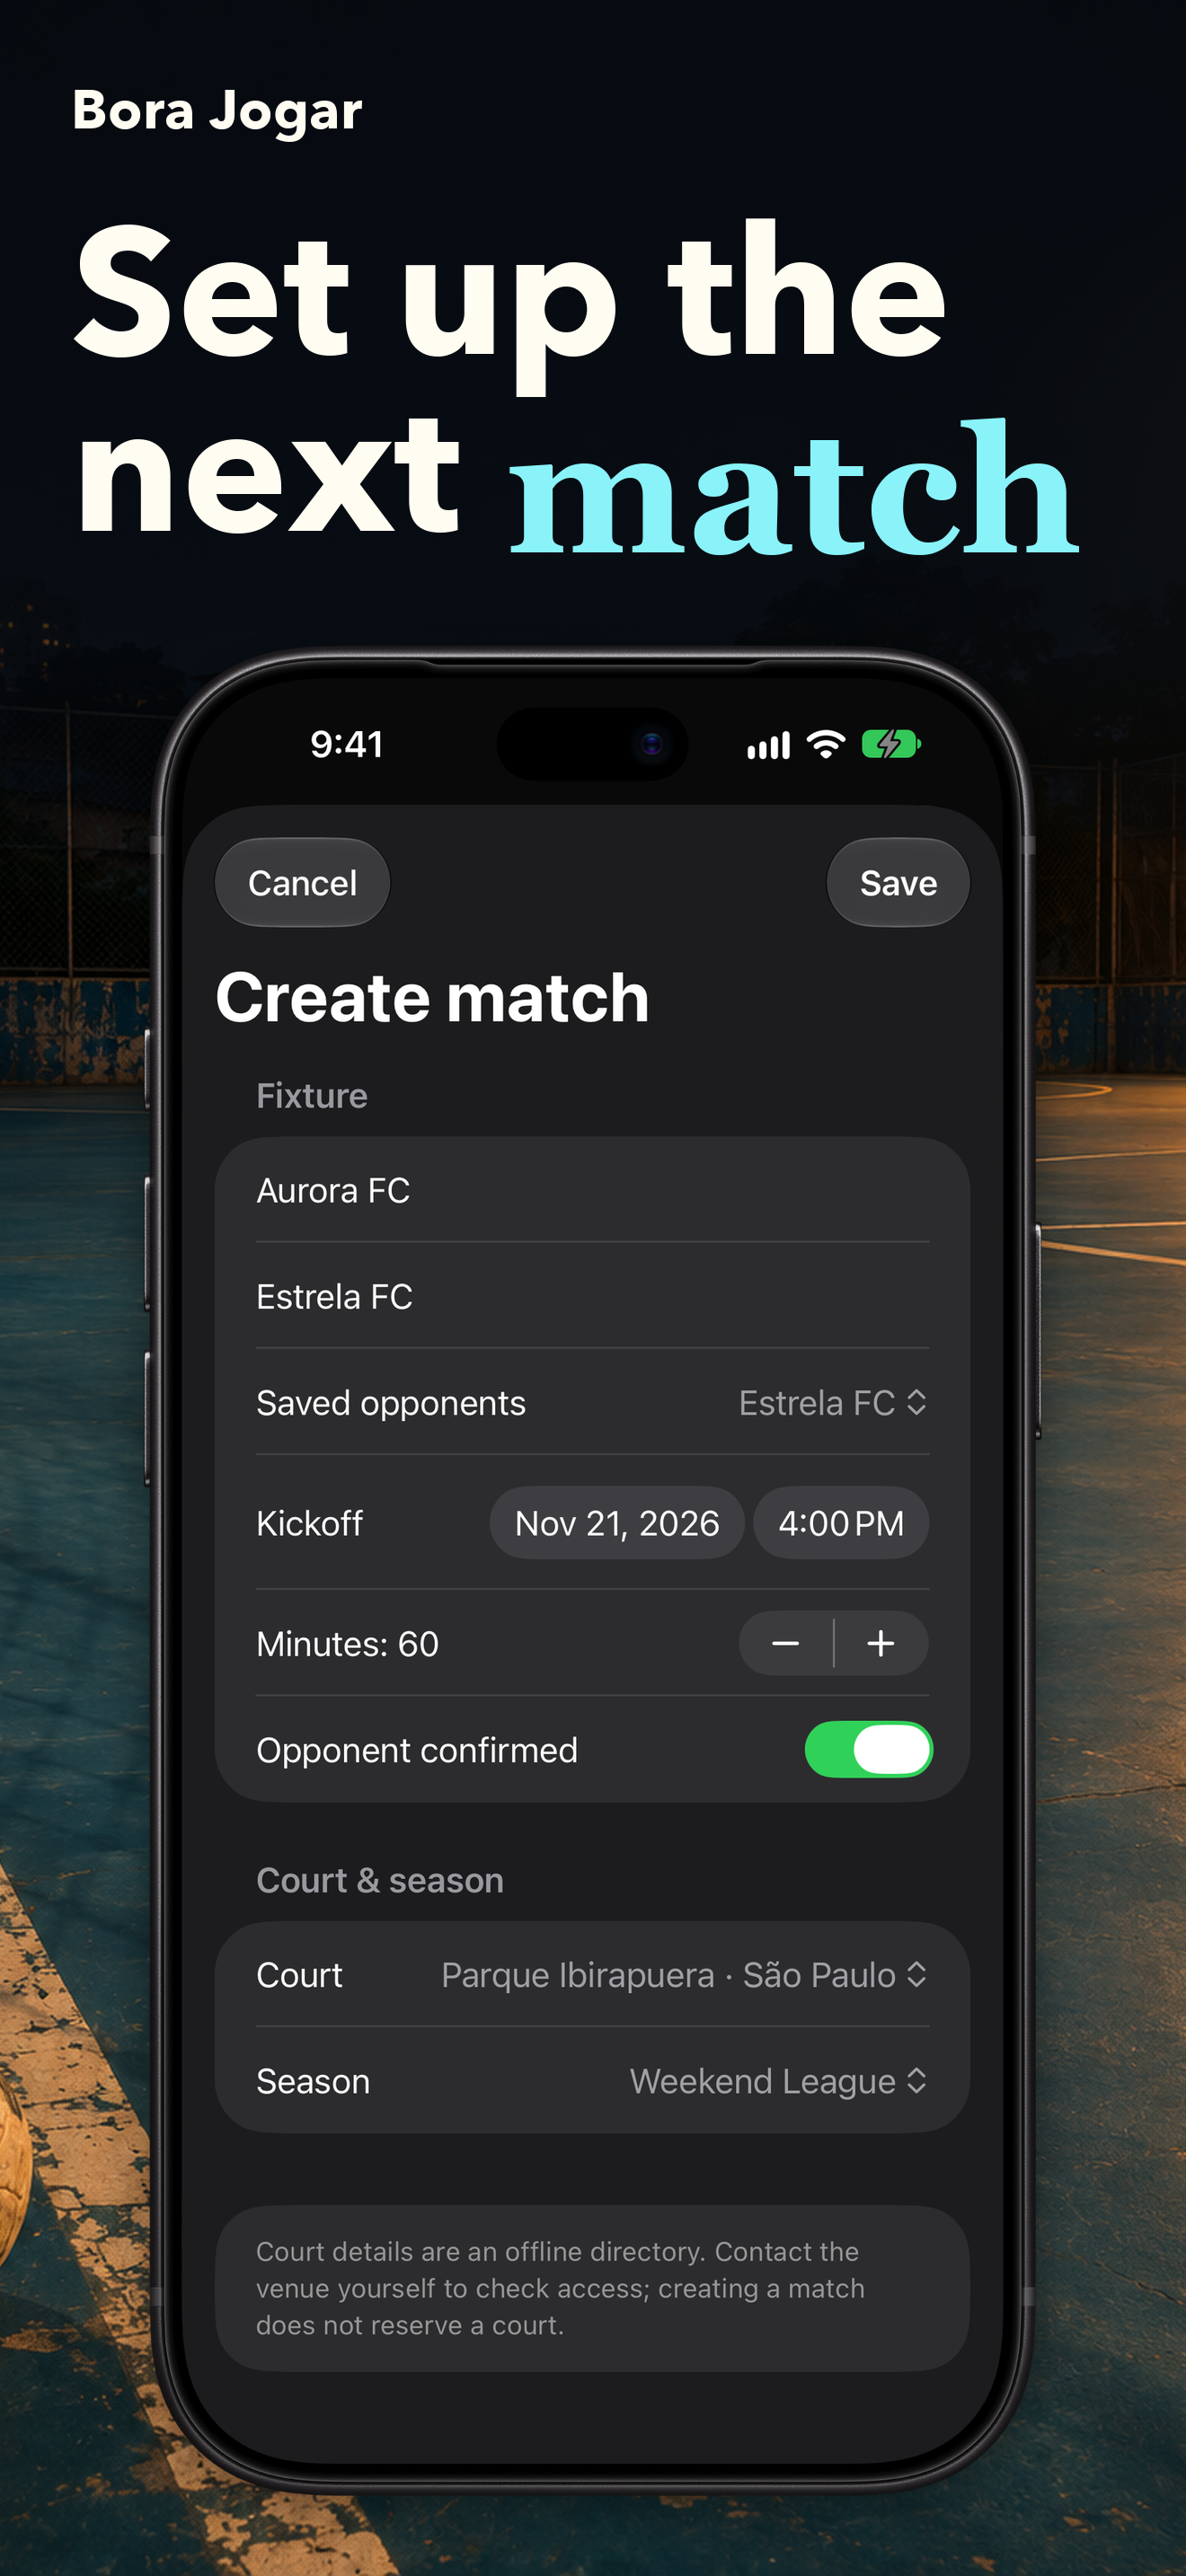 Bora Jogar
Set up the
next match
9:41
Cancel
Save
Create match
Fixture
Aurora FC
Estrela FC
Saved opponents
Estrela FC
Kickoff
Nov 21, 2026
4:00 PM
Minutes: 60
Opponent confirmed
Court & season
Court
Parque Ibirapuera · São Paulo
Season
Weekend League
Court details are an offline directory. Contact the
venue yourself to check access; creating a match
does not reserve a court.